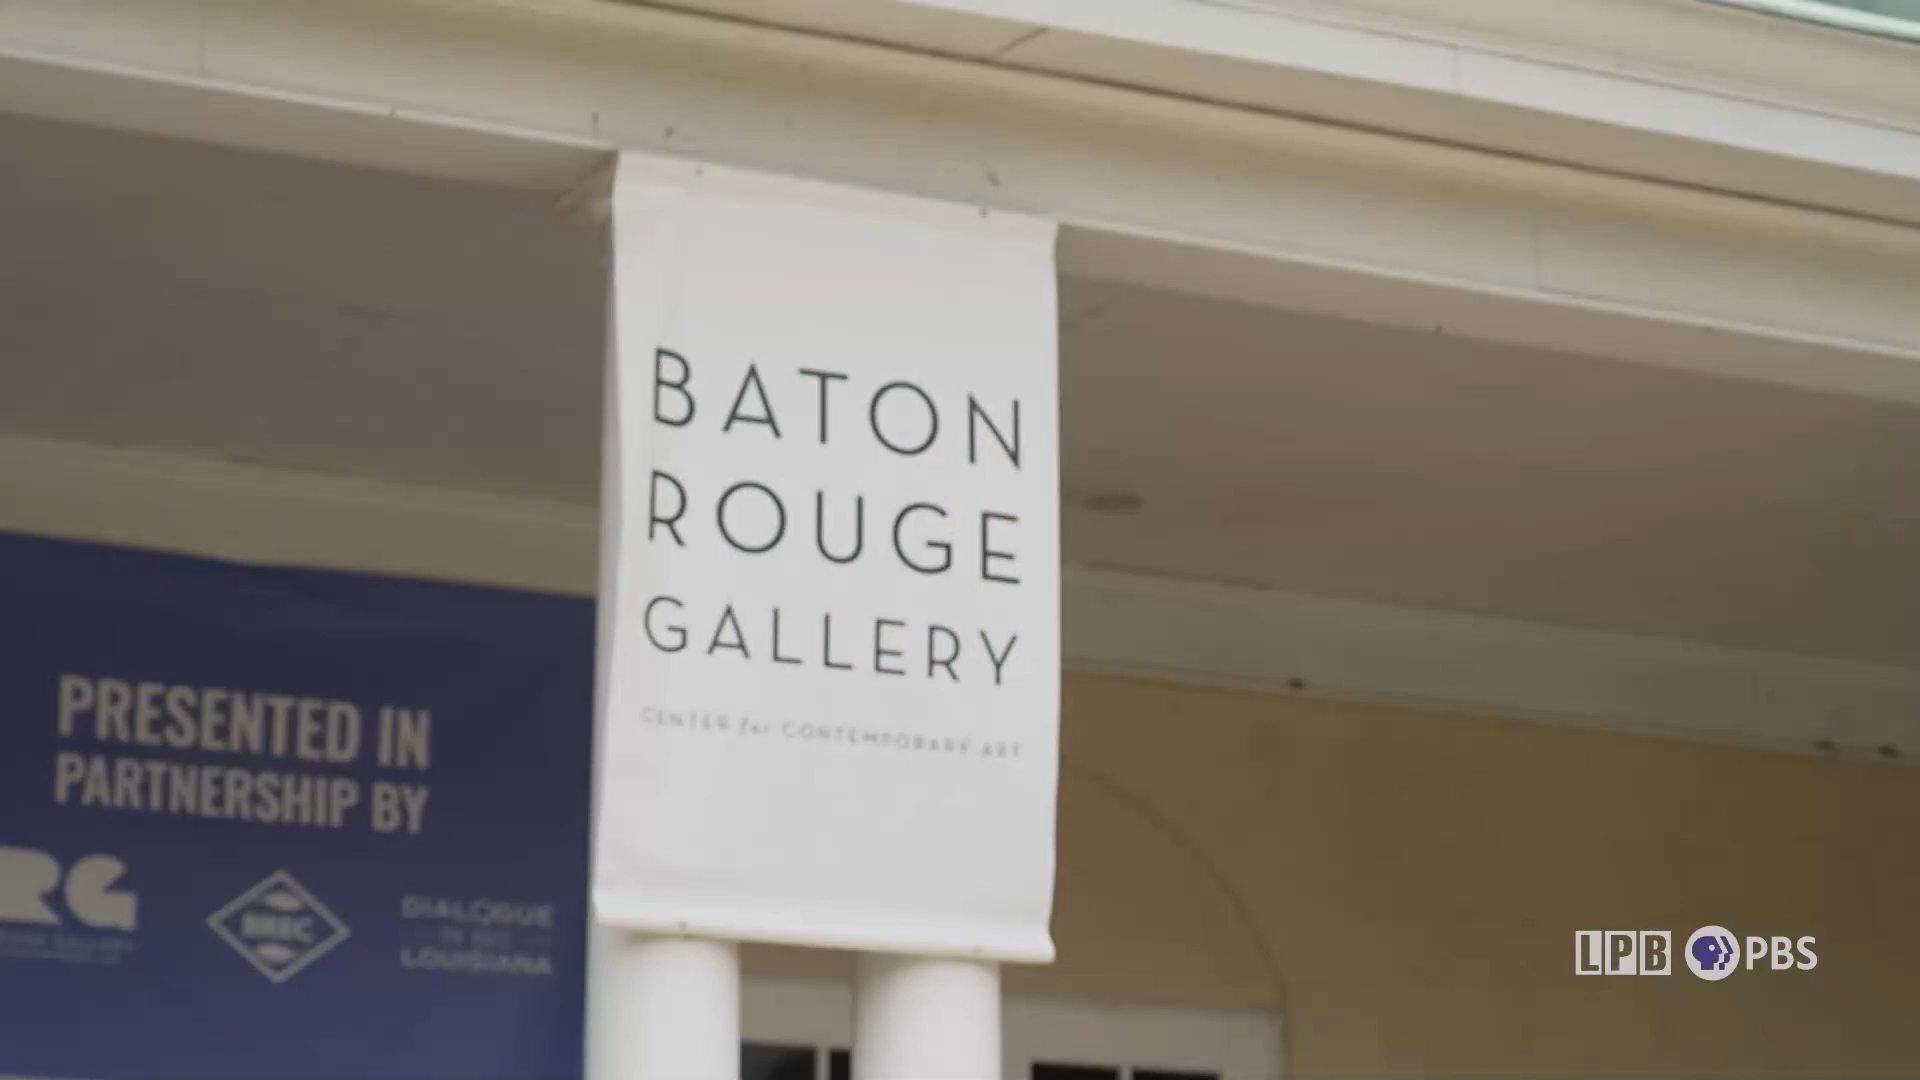 BATON
ROUGE
GALLERY
CENTER for CONTEMPORARY ART
PRESENTED IN
PARTNERSHIP BY
RG
BREC
DIALOGUE
LOUISIANA
LPB PBS